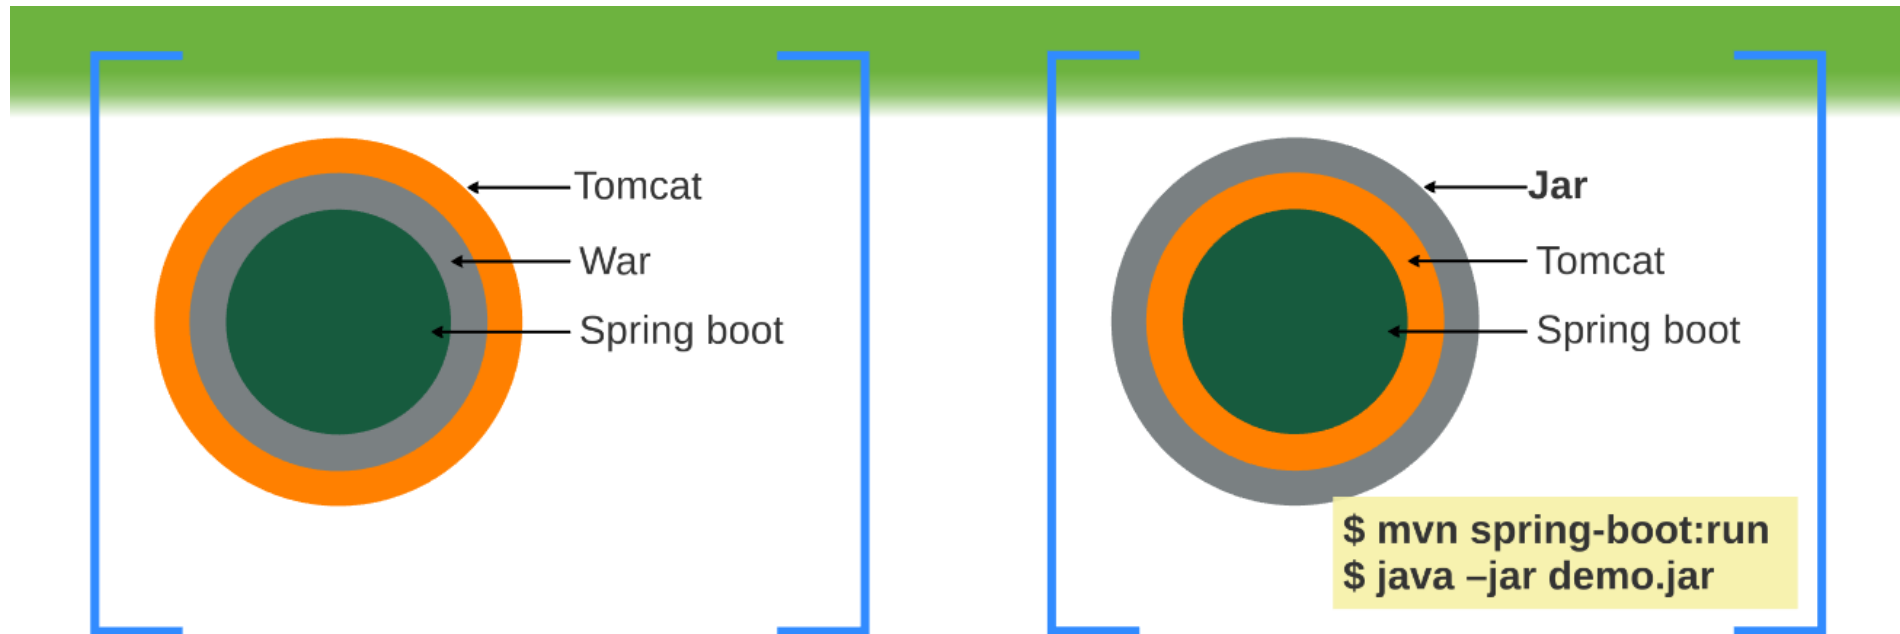 Tomcat
War
Spring boot
Jar
Tomcat
Spring boot
$ mvn spring-boot:run
$ java –jar demo.jar